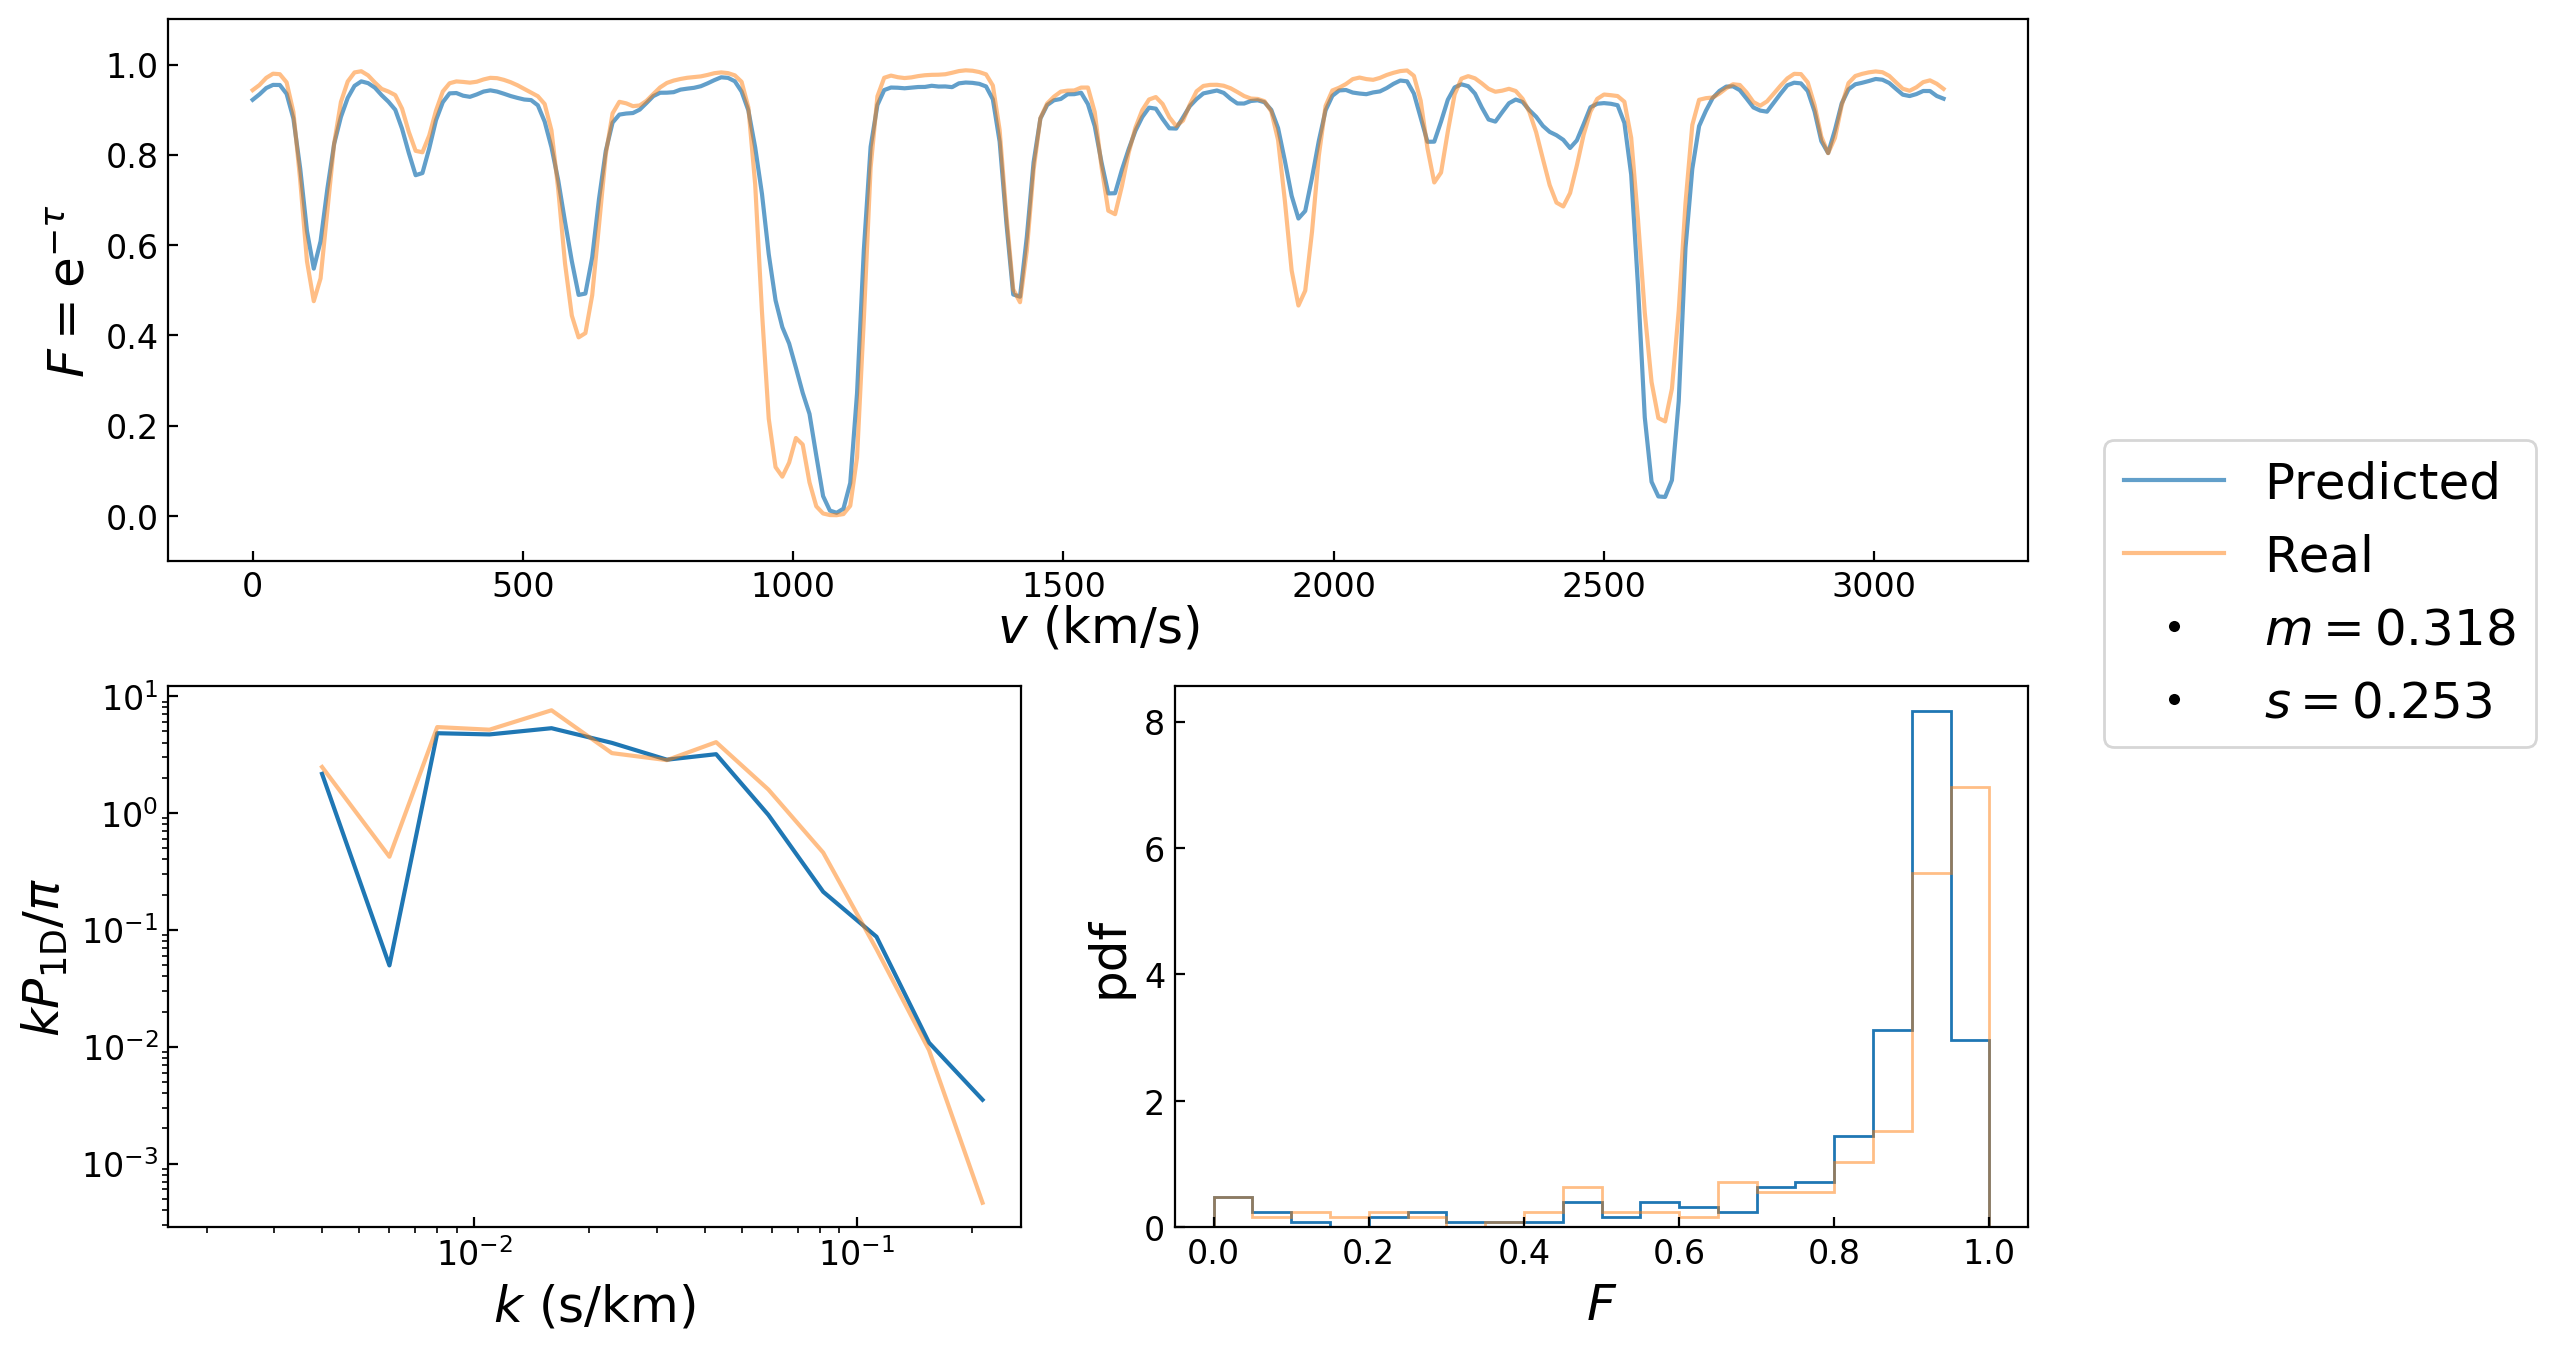 F = e^{−τ}
1.0
0.8
0.6
0.4
0.2
0.0
0 500 1000 1500 2000 2500 3000
v (km/s)
Predicted
Real
m = 0.318
s = 0.253
kP_{1D}/π
10^1
10^0
10^{−1}
10^{−2}
10^{−3}
10^{−2} 10^{−1}
k (s/km)
pdf
8
6
4
2
0
0.0 0.2 0.4 0.6 0.8 1.0
F